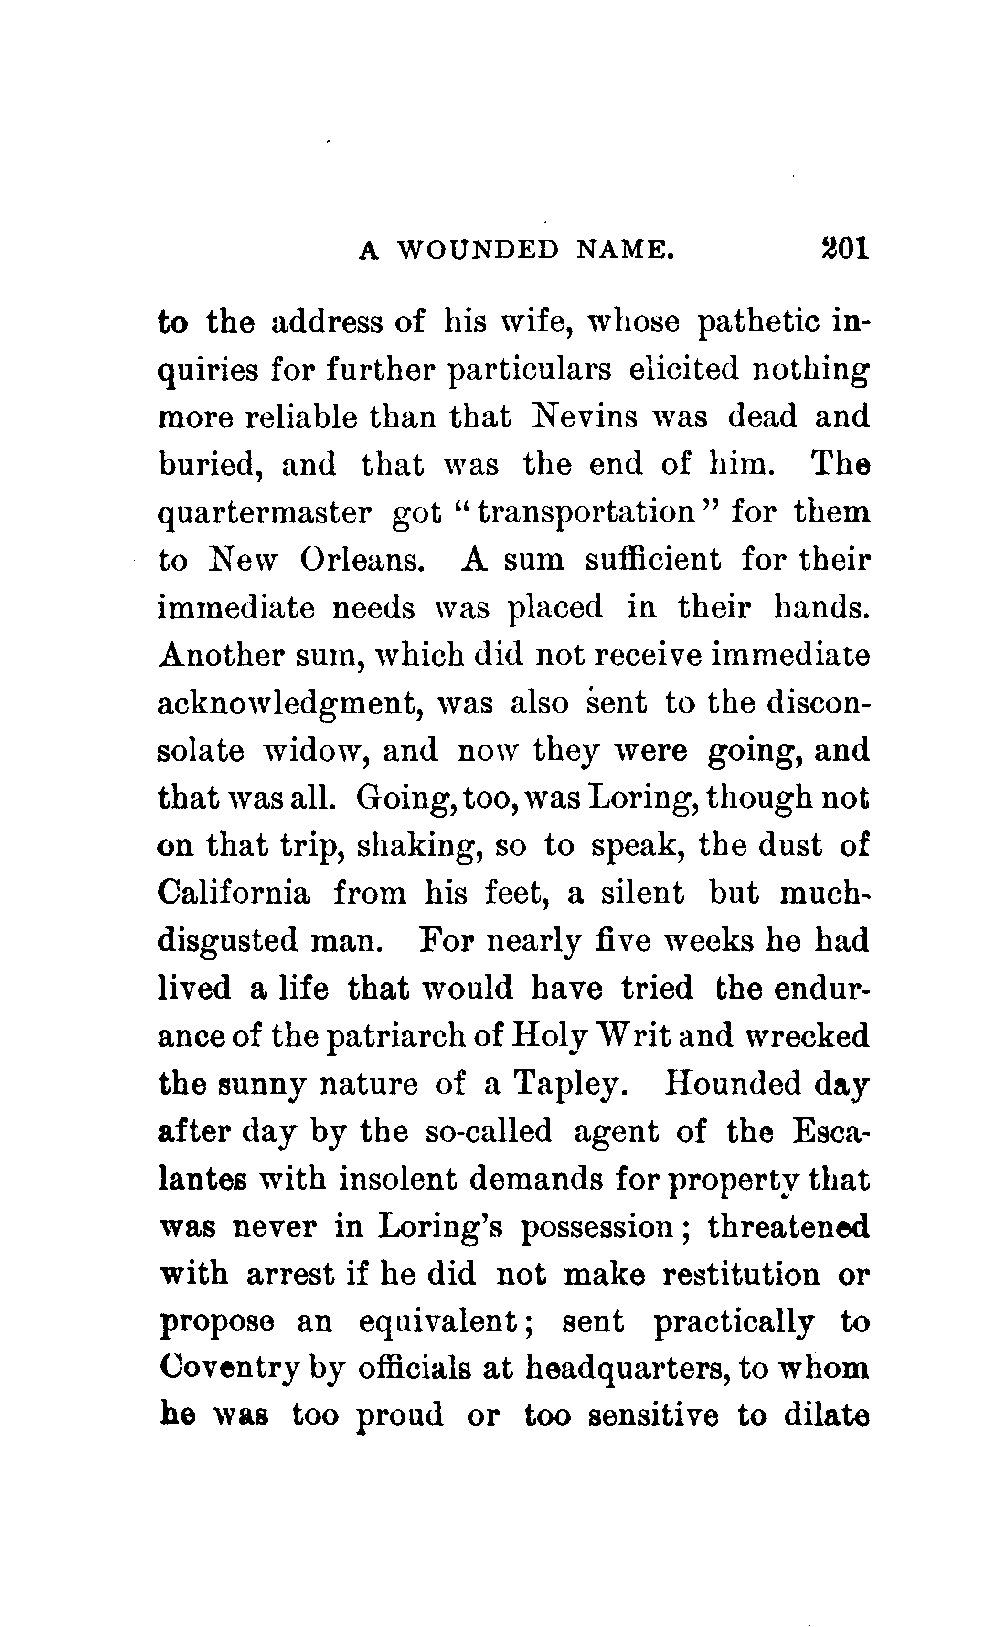 A WOUNDED NAME. 201
to the address of his wife, whose pathetic in-
quiries for further particulars elicited nothing
more reliable than that Nevins was dead and
buried, and that was the end of him. The
quartermaster got "transportation" for them
to New Orleans. A sum sufficient for their
immediate needs was placed in their hands.
Another sum, which did not receive immediate
acknowledgment, was also sent to the discon-
solate widow, and now they were going, and
that was all. Going, too, was Loring, though not
on that trip, shaking, so to speak, the dust of
California from his feet, a silent but much-
disgusted man. For nearly five weeks he had
lived a life that would have tried the endur-
ance of the patriarch of Holy Writ and wrecked
the sunny nature of a Tapley. Hounded day
after day by the so-called agent of the Esca-
lantes with insolent demands for property that
was never in Loring's possession; threatened
with arrest if he did not make restitution or
propose an equivalent; sent practically to
Coventry by officials at headquarters, to whom
he was too proud or too sensitive to dilate